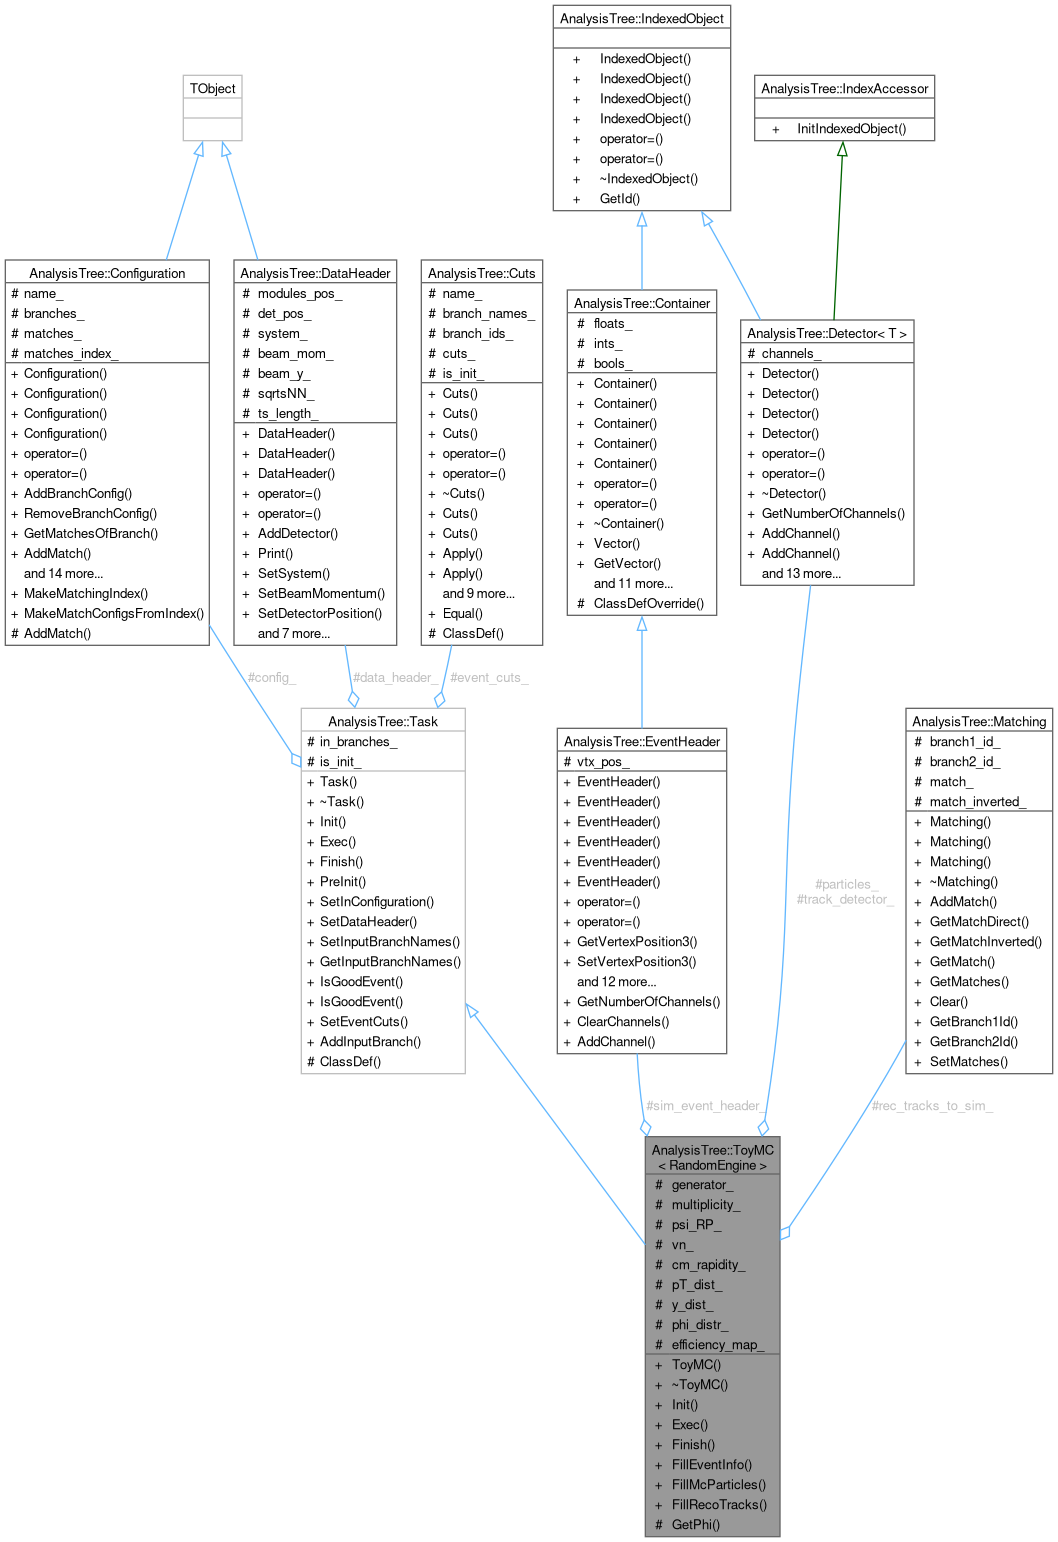 AnalysisTree::IndexedObject
+ IndexedObject()
+ IndexedObject()
+ IndexedObject()
+ IndexedObject()
+ operator=()
+ operator=()
+ ~IndexedObject()
+ GetId()
TObject
AnalysisTree::IndexAccessor
+ InitIndexedObject()
AnalysisTree::Configuration
# name_
# branches_
# matches_
# matches_index_
+ Configuration()
+ Configuration()
+ Configuration()
+ Configuration()
+ operator=()
+ operator=()
+ AddBranchConfig()
+ RemoveBranchConfig()
+ GetMatchesOfBranch()
+ AddMatch()
and 14 more...
+ MakeMatchingIndex()
+ MakeMatchConfigsFromIndex()
# AddMatch()
AnalysisTree::DataHeader
# modules_pos_
# det_pos_
# system_
# beam_mom_
# beam_y_
# sqrtsNN_
# ts_length_
+ DataHeader()
+ DataHeader()
+ DataHeader()
+ operator=()
+ operator=()
+ AddDetector()
+ Print()
+ SetSystem()
+ SetBeamMomentum()
+ SetDetectorPosition()
and 7 more...
AnalysisTree::Cuts
# name_
# branch_names_
# branch_ids_
# cuts_
# is_init_
+ Cuts()
+ Cuts()
+ Cuts()
+ operator=()
+ operator=()
+ ~Cuts()
+ Cuts()
+ Cuts()
+ Apply()
+ Apply()
and 9 more...
+ Equal()
# ClassDef()
AnalysisTree::Container
# floats_
# ints_
# bools_
+ Container()
+ Container()
+ Container()
+ Container()
+ Container()
+ operator=()
+ operator=()
+ ~Container()
+ Vector()
+ GetVector()
and 11 more...
# ClassDefOverride()
AnalysisTree::Detector< T >
# channels_
+ Detector()
+ Detector()
+ Detector()
+ Detector()
+ operator=()
+ operator=()
+ ~Detector()
+ GetNumberOfChannels()
+ AddChannel()
+ AddChannel()
and 13 more...
#config_
#data_header_
#event_cuts_
AnalysisTree::Task
# in_branches_
# is_init_
+ Task()
+ ~Task()
+ Init()
+ Exec()
+ Finish()
+ PreInit()
+ SetInConfiguration()
+ SetDataHeader()
+ SetInputBranchNames()
+ GetInputBranchNames()
+ IsGoodEvent()
+ IsGoodEvent()
+ SetEventCuts()
+ AddInputBranch()
# ClassDef()
AnalysisTree::EventHeader
# vtx_pos_
+ EventHeader()
+ EventHeader()
+ EventHeader()
+ EventHeader()
+ EventHeader()
+ EventHeader()
+ operator=()
+ operator=()
+ GetVertexPosition3()
+ SetVertexPosition3()
and 12 more...
+ GetNumberOfChannels()
+ ClearChannels()
+ AddChannel()
#particles_
#track_detector_
AnalysisTree::Matching
# branch1_id_
# branch2_id_
# match_
# match_inverted_
+ Matching()
+ Matching()
+ Matching()
+ ~Matching()
+ AddMatch()
+ GetMatchDirect()
+ GetMatchInverted()
+ GetMatch()
+ GetMatches()
+ Clear()
+ GetBranch1Id()
+ GetBranch2Id()
+ SetMatches()
#sim_event_header_
#rec_tracks_to_sim_
AnalysisTree::ToyMC
< RandomEngine >
# generator_
# multiplicity_
# psi_RP_
# vn_
# cm_rapidity_
# pT_dist_
# y_dist_
# phi_distr_
# efficiency_map_
+ ToyMC()
+ ~ToyMC()
+ Init()
+ Exec()
+ Finish()
+ FillEventInfo()
+ FillMcParticles()
+ FillRecoTracks()
# GetPhi()